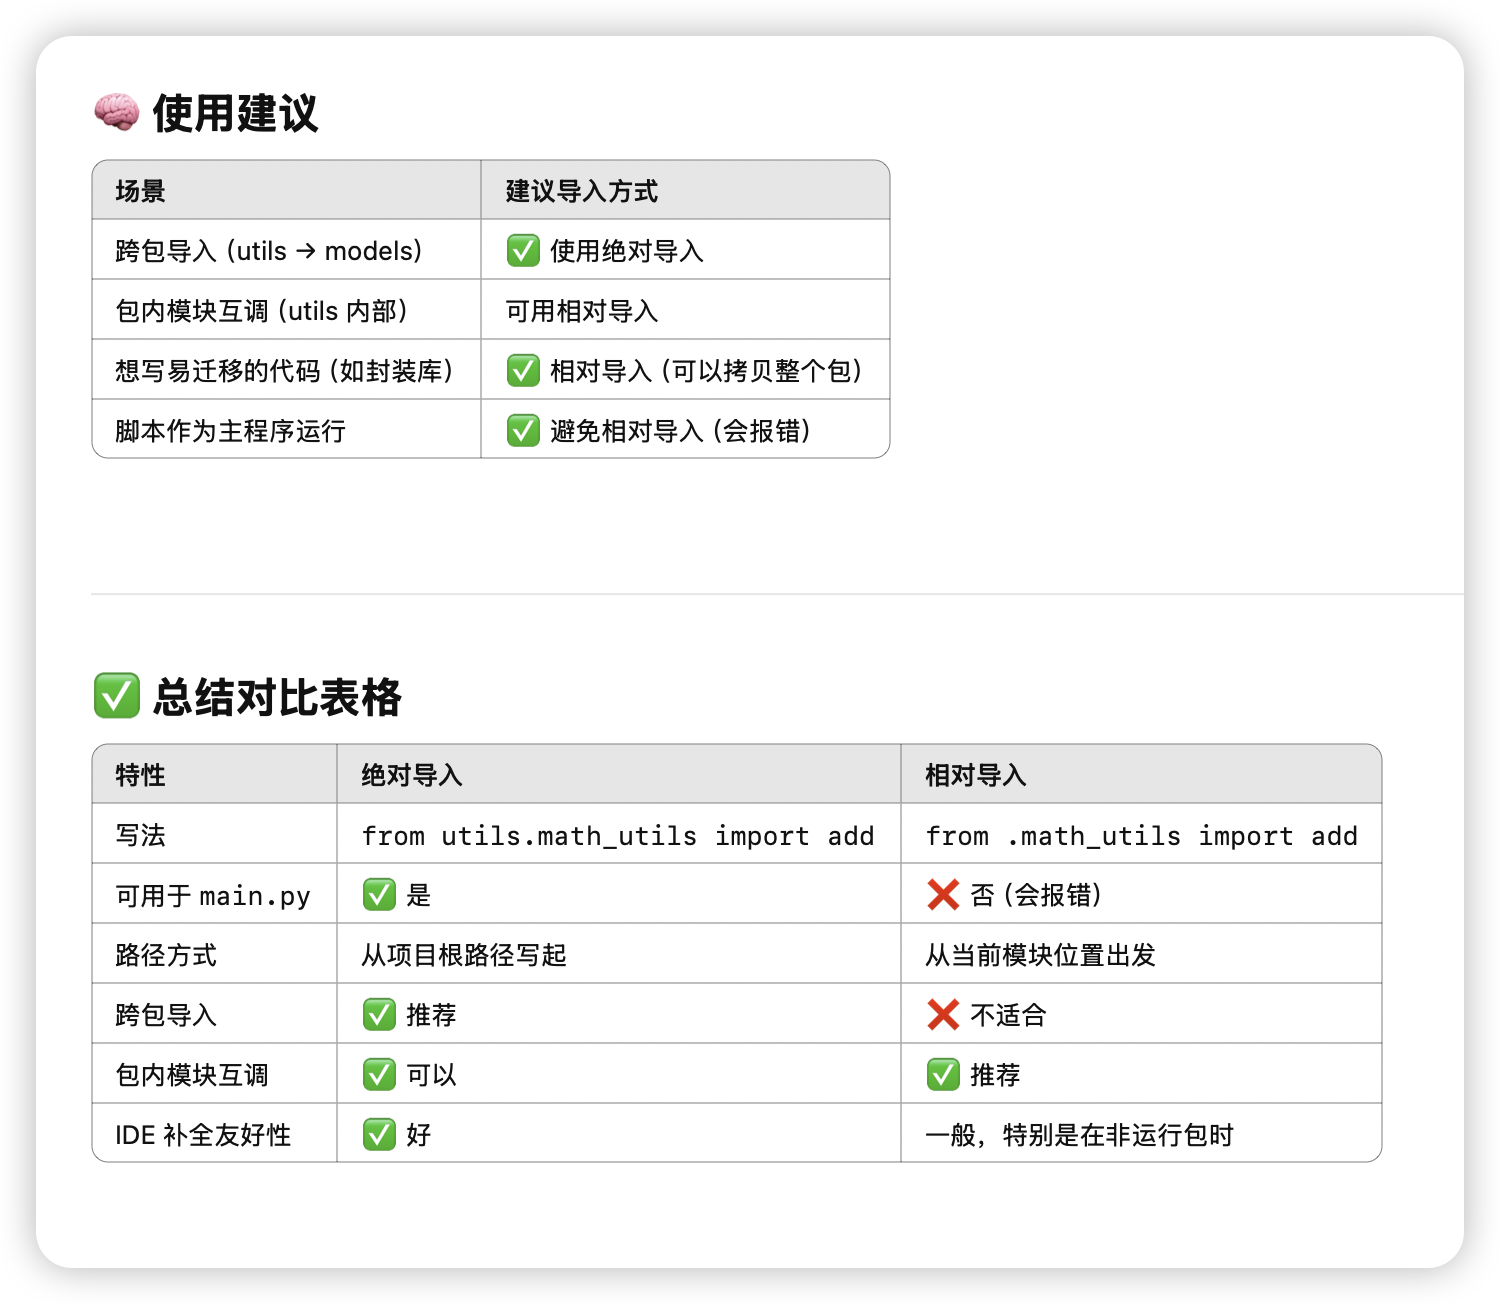 🧠 使用建议
场景 建议导入方式
跨包导入 (utils → models) ✅ 使用绝对导入
包内模块互调 (utils 内部) 可用相对导入
想写易迁移的代码 (如封装库) ✅ 相对导入 (可以拷贝整个包)
脚本作为主程序运行 ✅ 避免相对导入 (会报错)
✅ 总结对比表格
特性 绝对导入 相对导入
写法 from utils.math_utils import add from .math_utils import add
可用于 main.py ✅ 是 ❌ 否 (会报错)
路径方式 从项目根路径写起 从当前模块位置出发
跨包导入 ✅ 推荐 ❌ 不适合
包内模块互调 ✅ 可以 ✅ 推荐
IDE 补全友好性 ✅ 好 一般，特别是在非运行包时